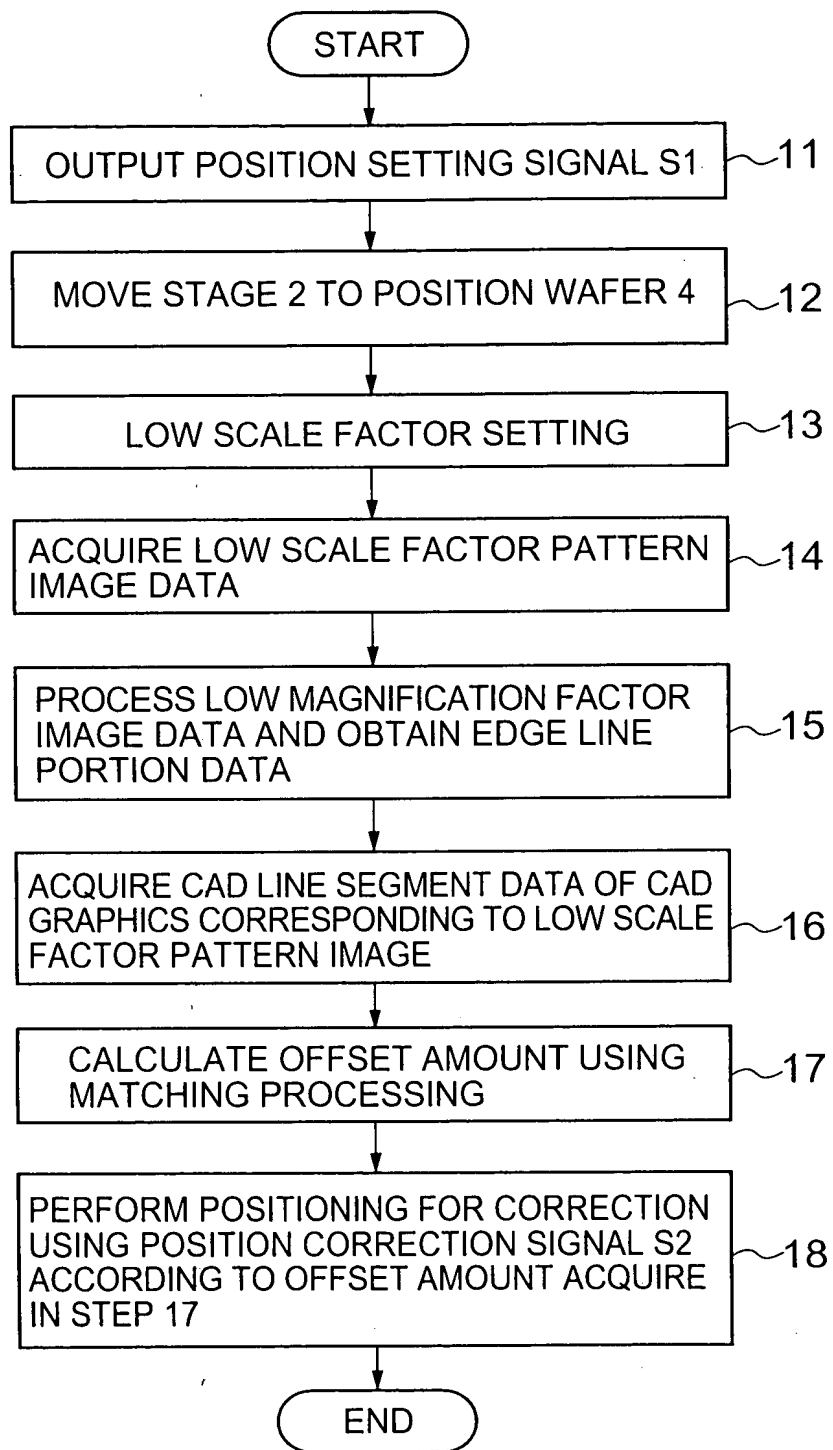 START
OUTPUT POSITION SETTING SIGNAL S1
11
MOVE STAGE 2 TO POSITION WAFER 4
12
LOW SCALE FACTOR SETTING
13
ACQUIRE LOW SCALE FACTOR PATTERN
IMAGE DATA
14
PROCESS LOW MAGNIFICATION FACTOR
IMAGE DATA AND OBTAIN EDGE LINE
PORTION DATA
15
ACQUIRE CAD LINE SEGMENT DATA OF CAD
GRAPHICS CORRESPONDING TO LOW SCALE
FACTOR PATTERN IMAGE
16
CALCULATE OFFSET AMOUNT USING
MATCHING PROCESSING
17
PERFORM POSITIONING FOR CORRECTION
USING POSITION CORRECTION SIGNAL S2
ACCORDING TO OFFSET AMOUNT ACQUIRE
IN STEP 17
18
END